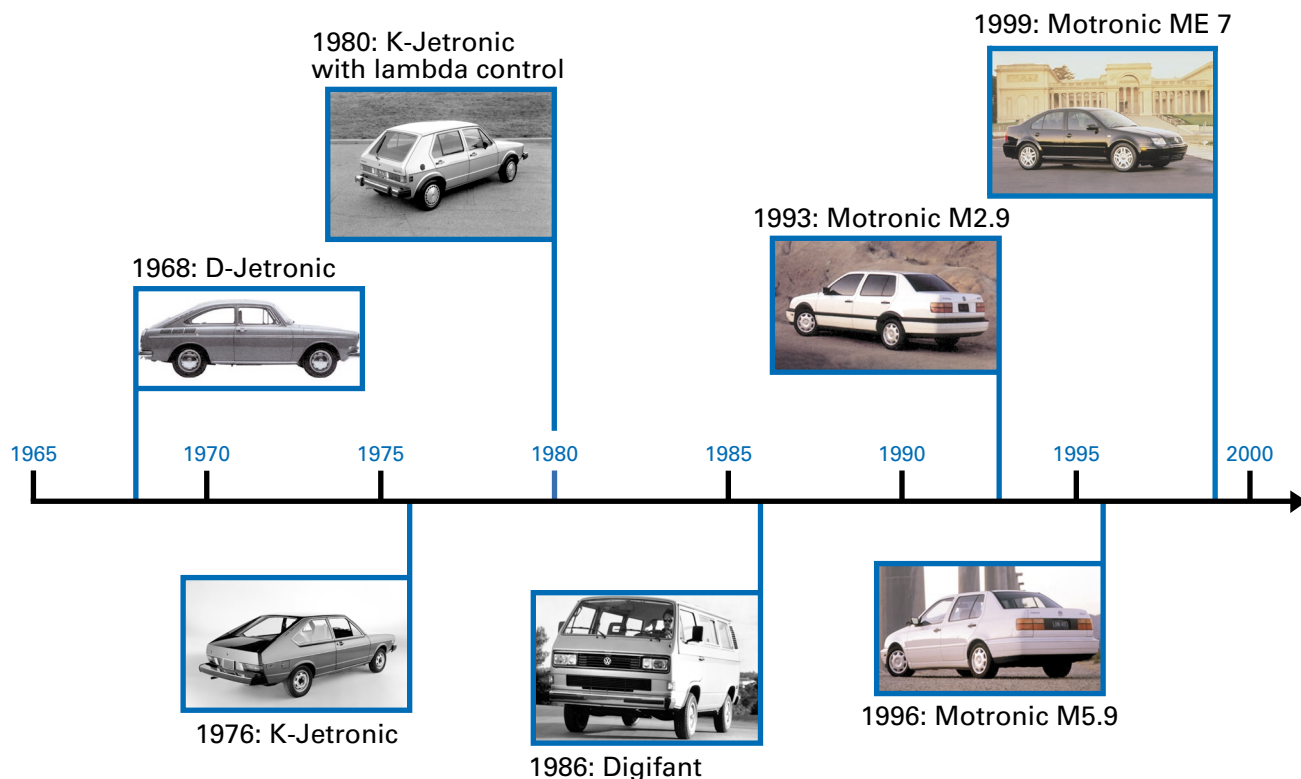 1999: Motronic ME 7
1980: K-Jetronic
with lambda control
1993: Motronic M2.9
1968: D-Jetronic
1965
1970
1975
1980
1985
1990
1995
2000
1976: K-Jetronic
1996: Motronic M5.9
1986: Digifant